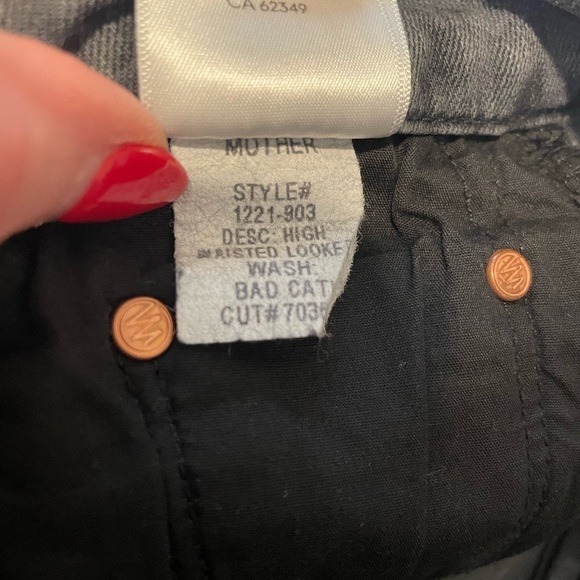 CA 62349
MOTHER
STYLE#
1221-903
DESC: HIGH
WAISTED LOOKE
WASH:
BAD CAT
CUT#703